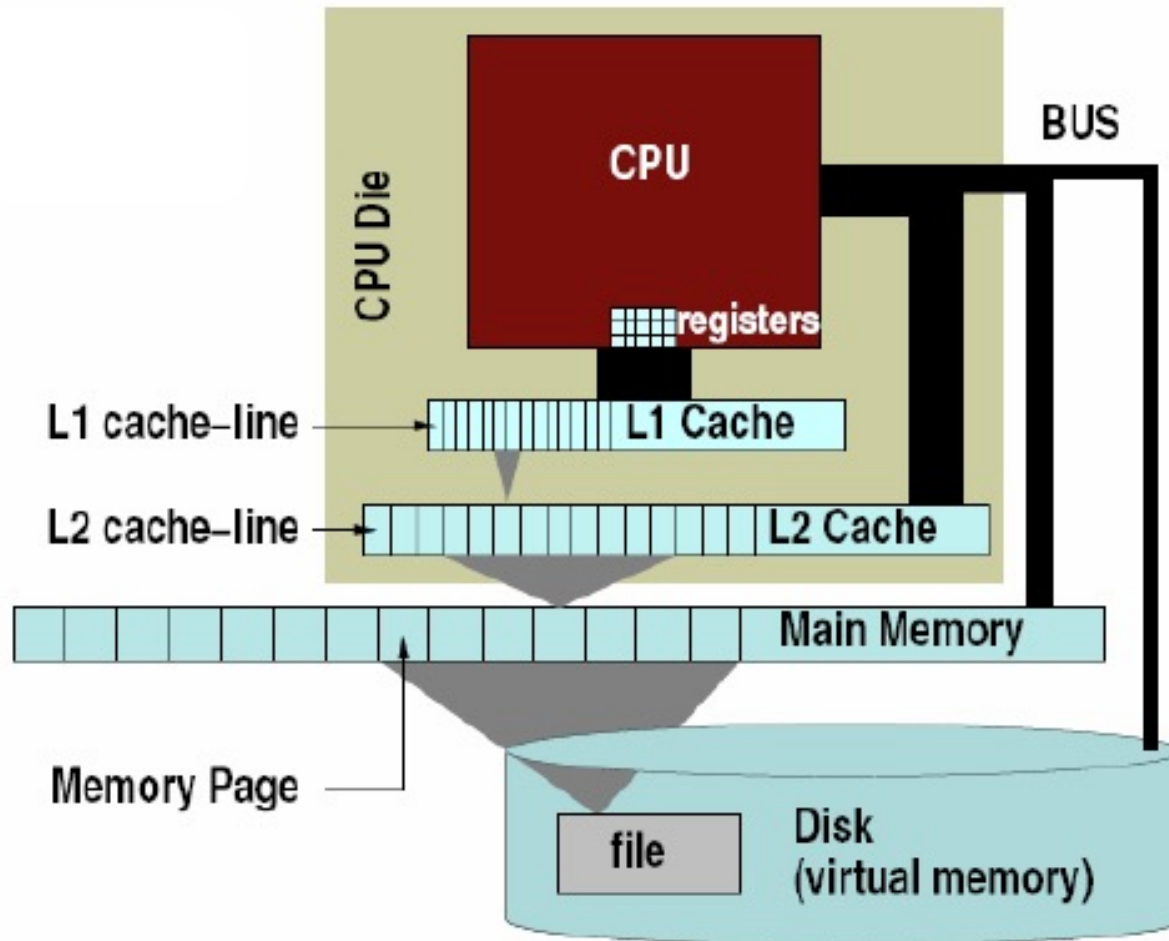 CPU
BUS
CPU Die
registers
L1 cache–line
L1 Cache
L2 cache–line
L2 Cache
Main Memory
Memory Page
file
Disk
(virtual memory)